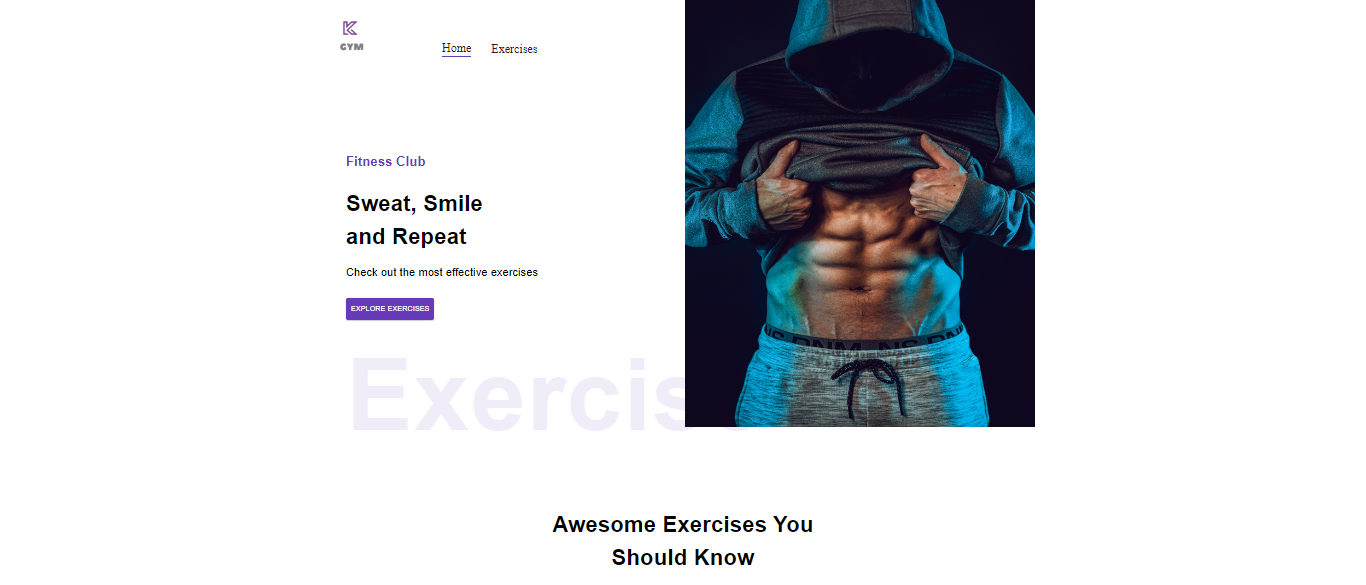 K
GYM
Home
Exercises
Fitness Club
Sweat, Smile
and Repeat
Check out the most effective exercises
EXPLORE EXERCISES
Exercis
Awesome Exercises You
Should Know